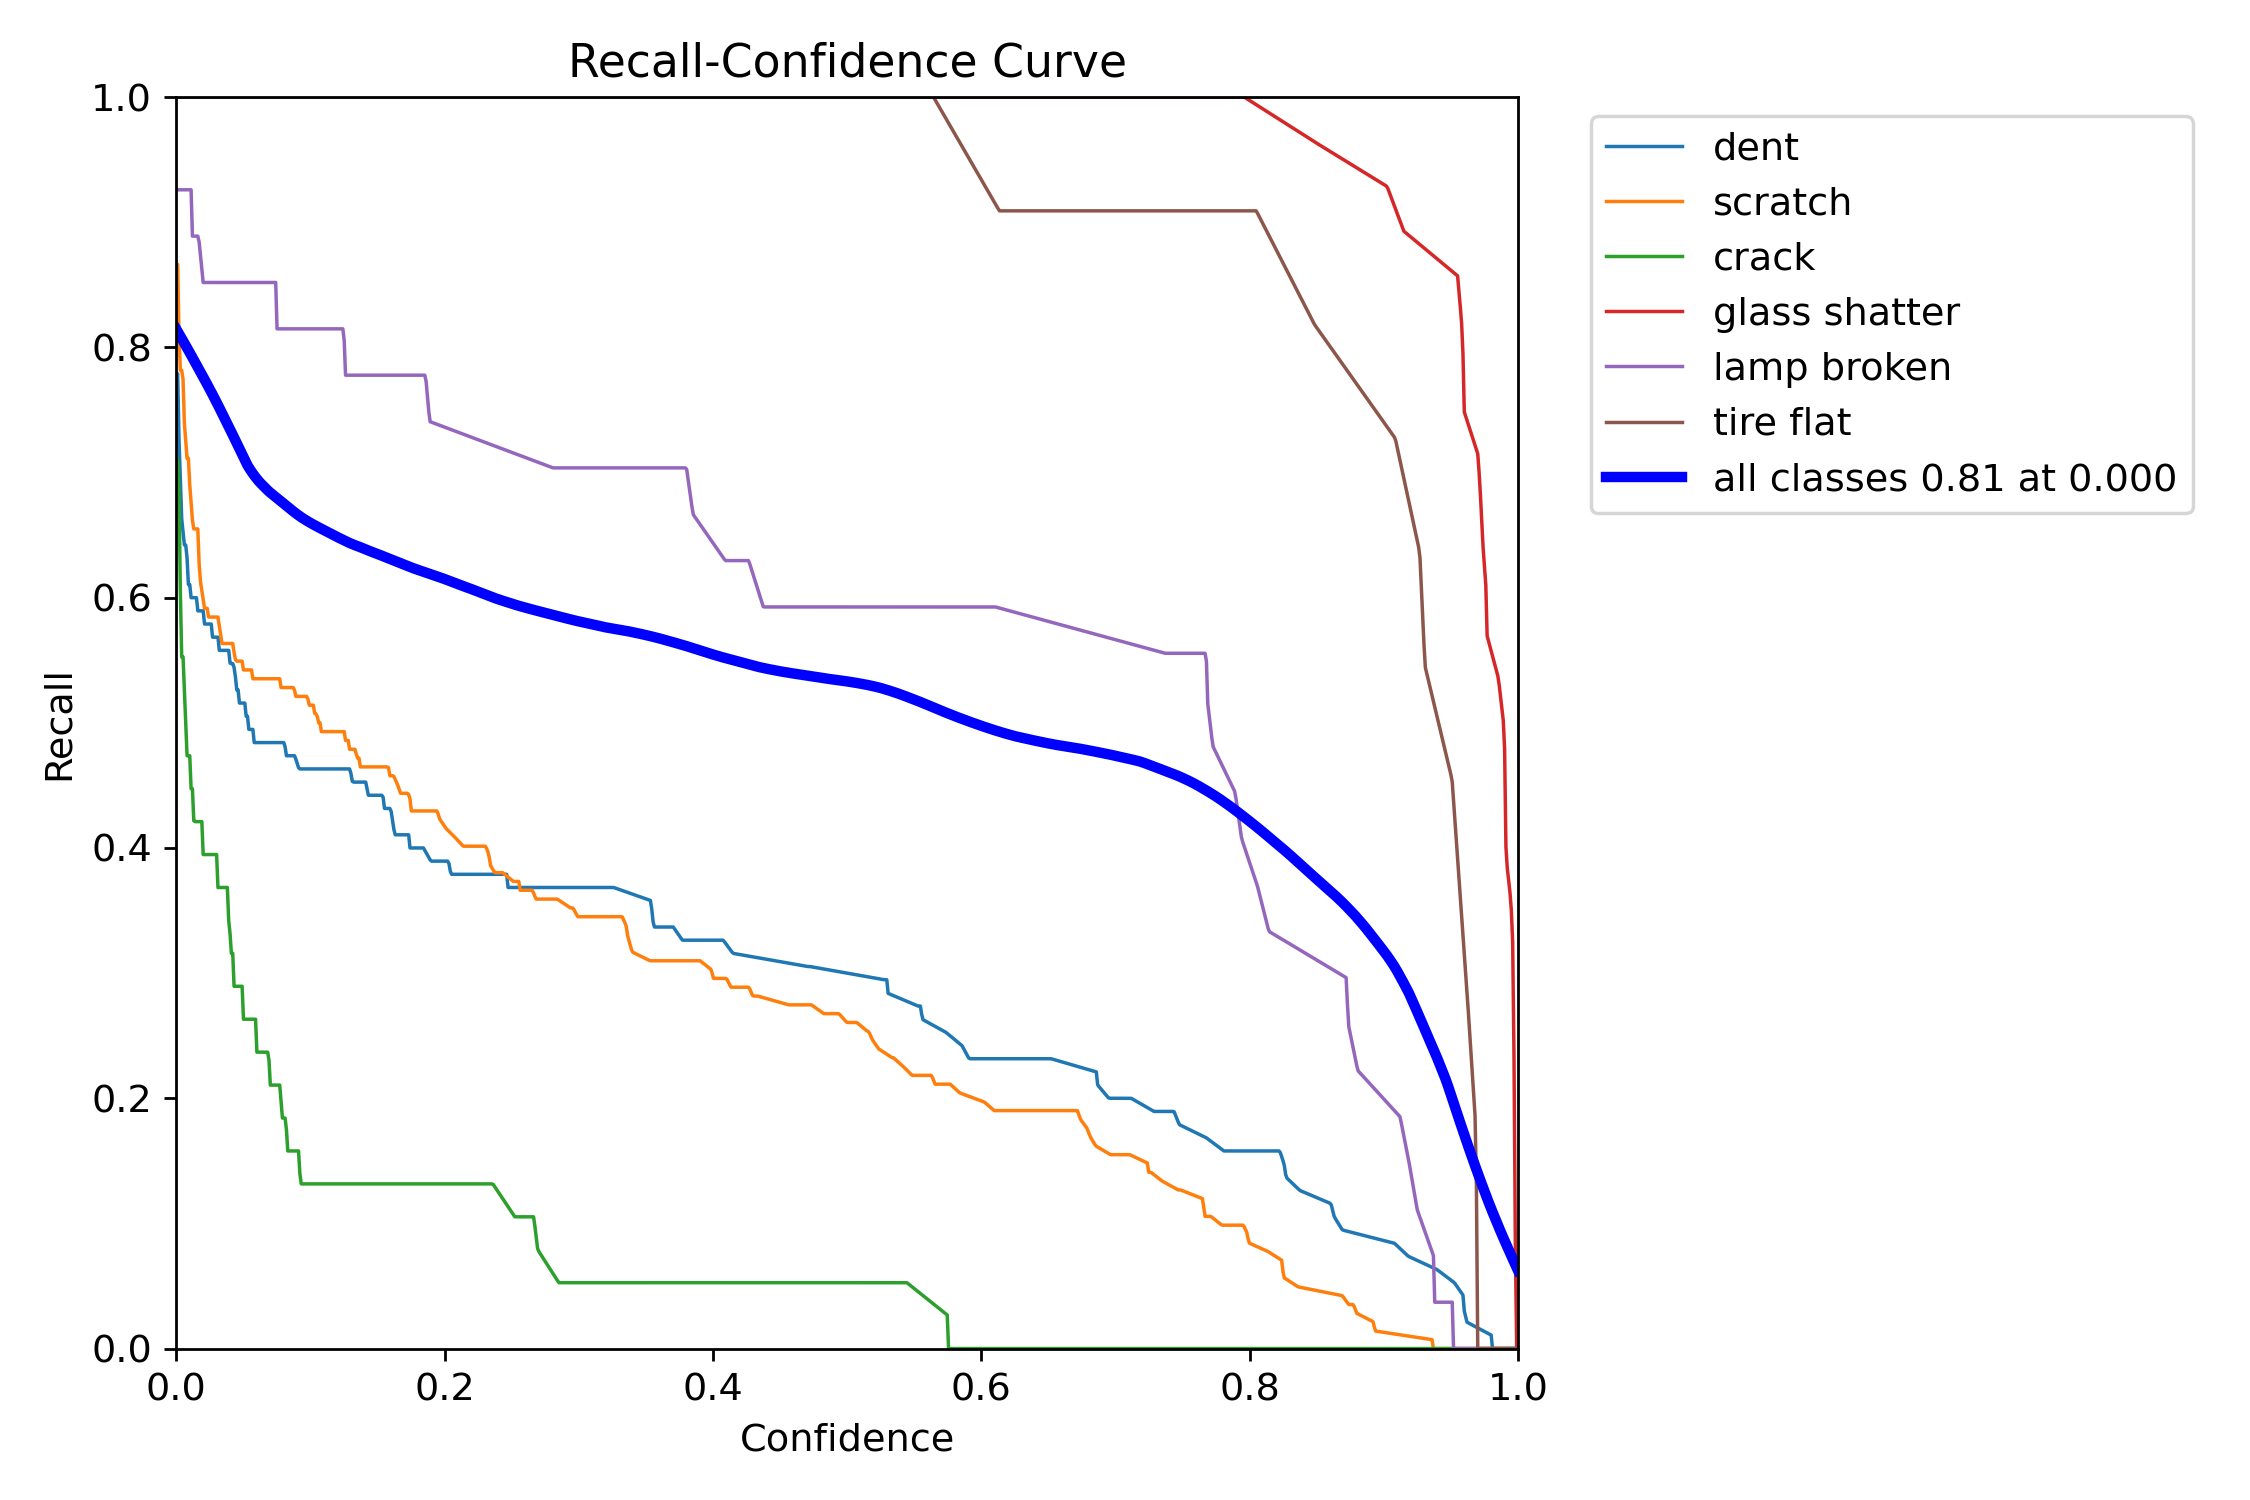 Recall-Confidence Curve
1.0
0.8
0.6
0.4
0.2
0.0
Recall
0.0 0.2 0.4 0.6 0.8 1.0
Confidence
dent
scratch
crack
glass shatter
lamp broken
tire flat
all classes 0.81 at 0.000